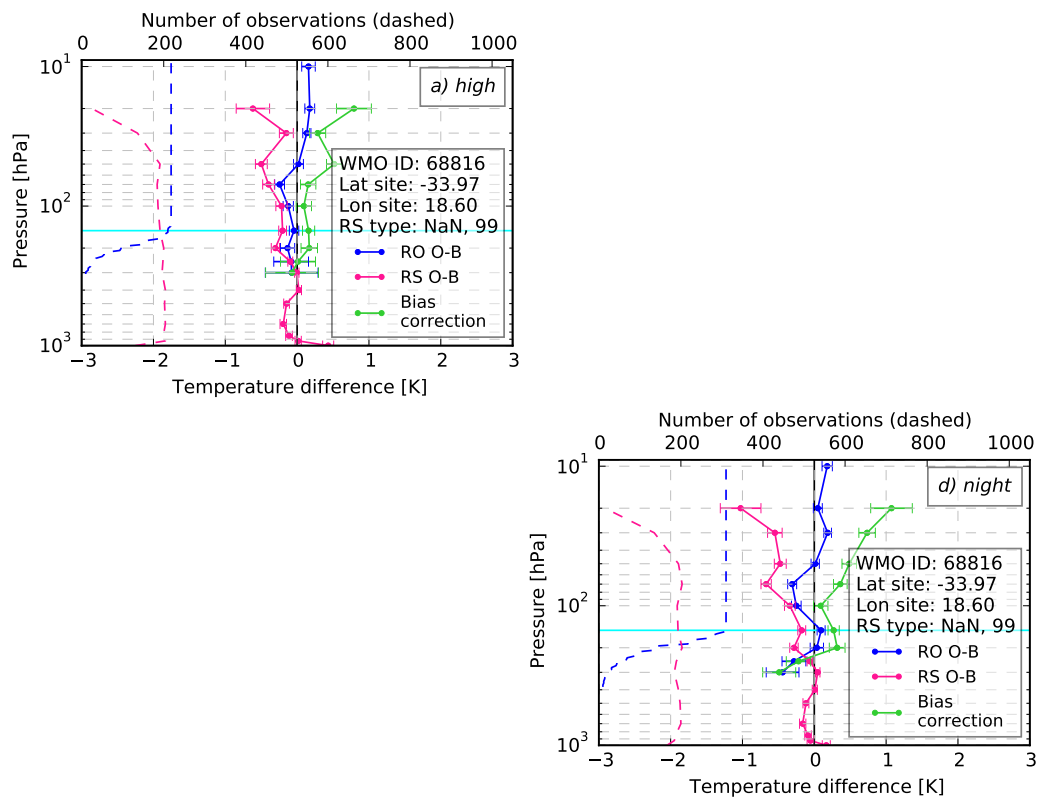 Number of observations (dashed)
0 200 400 600 800 1000
a) high
10¹
10²
10³
Pressure [hPa]
WMO ID: 68816
Lat site: -33.97
Lon site: 18.60
RS type: NaN, 99
RO O-B
RS O-B
Bias
correction
−3 −2 −1 0 1 2 3
Temperature difference [K]
Number of observations (dashed)
0 200 400 600 800 1000
d) night
10¹
10²
10³
Pressure [hPa]
WMO ID: 68816
Lat site: -33.97
Lon site: 18.60
RS type: NaN, 99
RO O-B
RS O-B
Bias
correction
−3 −2 −1 0 1 2 3
Temperature difference [K]